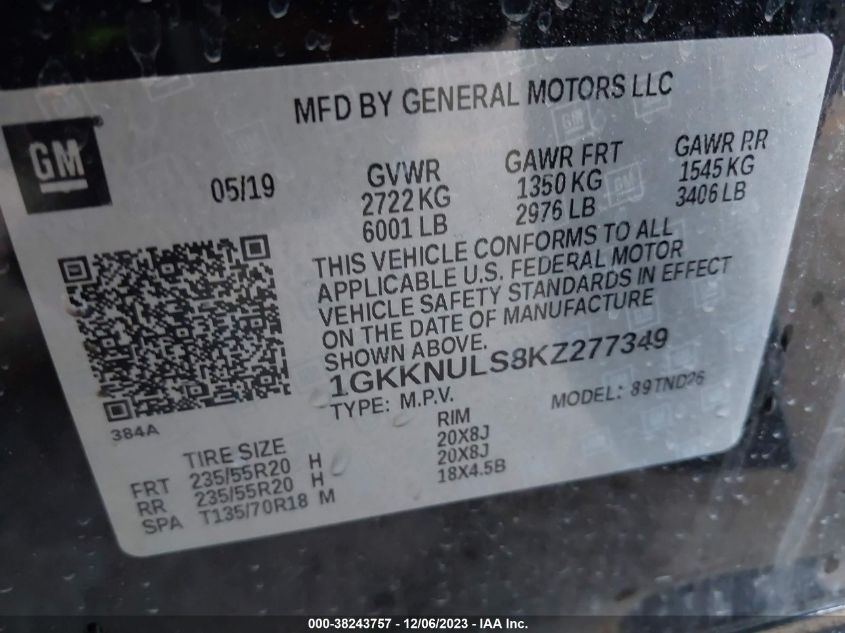 MFD BY GENERAL MOTORS LLC
GM
05/19
GVWR
2722 KG
6001 LB
GAWR FRT
1350 KG
2976 LB
GAWR RR
1545 KG
3406 LB
THIS VEHICLE CONFORMS TO ALL
APPLICABLE U.S. FEDERAL MOTOR
VEHICLE SAFETY STANDARDS IN EFFECT
ON THE DATE OF MANUFACTURE
SHOWN ABOVE.
1GKKNULS8KZ277349
TYPE: M.P.V.
MODEL: 89TND26
384A
TIRE SIZE
RIM
FRT 235/55R20 H 20X8J
RR 235/55R20 H 20X8J
SPA T135/70R18 M 18X4.5B
000-38243757 - 12/06/2023 - IAA Inc.